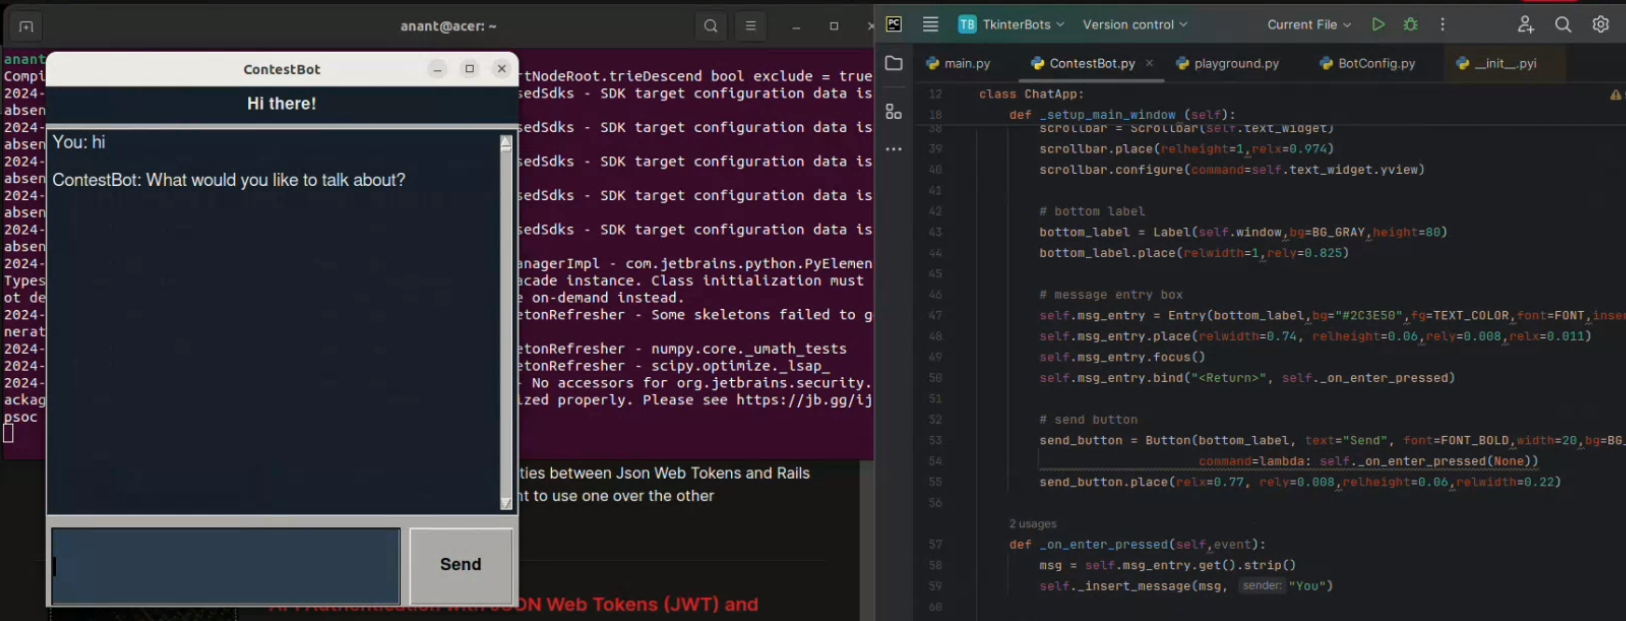 anant@acer: ~
anant
Compi
rtNodeRoot.trieDescend bool exclude = true
2024-
sedSdks - SDK target configuration data is
absen
2024-
sedSdks - SDK target configuration data is
absen
2024-
sedSdks - SDK target configuration data is
absen
2024-
sedSdks - SDK target configuration data is
absen
2024-
sedSdks - SDK target configuration data is
absen
2024-
anagerImpl - com.jetbrains.python.PyElemen
Types
acade instance. Class initialization must
ot de
e on-demand instead.
2024-
etonRefresher - Some skeletons failed to g
nerat
2024-
etonRefresher - numpy.core._umath_tests
2024-
etonRefresher - scipy.optimize._lsap_
2024-
- No accessors for org.jetbrains.security.
ackag
ized properly. Please see https://jb.gg/ij
psoc
ContestBot
Hi there!
You: hi
ContestBot: What would you like to talk about?
Send
ties between Json Web Tokens and Rails
nt to use one over the other
API Authentication with JSON Web Tokens (JWT) and
PC
TB TkinterBots Version control Current File
main.py ContestBot.py playground.py BotConfig.py __init__.pyi
12 class ChatApp:
18 def _setup_main_window (self):
38 scrollbar = Scrollbar(self.text_widget)
39 scrollbar.place(relheight=1,relx=0.974)
40 scrollbar.configure(command=self.text_widget.yview)
41
42 # bottom label
43 bottom_label = Label(self.window,bg=BG_GRAY,height=80)
44 bottom_label.place(relwidth=1,rely=0.825)
45
46 # message entry box
47 self.msg_entry = Entry(bottom_label,bg="#2C3E50",fg=TEXT_COLOR,font=FONT,inser
48 self.msg_entry.place(relwidth=0.74, relheight=0.06,rely=0.008,relx=0.011)
49 self.msg_entry.focus()
50 self.msg_entry.bind("<Return>", self._on_enter_pressed)
51
52 # send button
53 send_button = Button(bottom_label, text="Send", font=FONT_BOLD,width=20,bg=BG_
54 command=lambda: self._on_enter_pressed(None))
55 send_button.place(relx=0.77, rely=0.008,relheight=0.06,relwidth=0.22)
56
2 usages
57 def _on_enter_pressed(self,event):
58 msg = self.msg_entry.get().strip()
59 self._insert_message(msg, sender: "You")
60